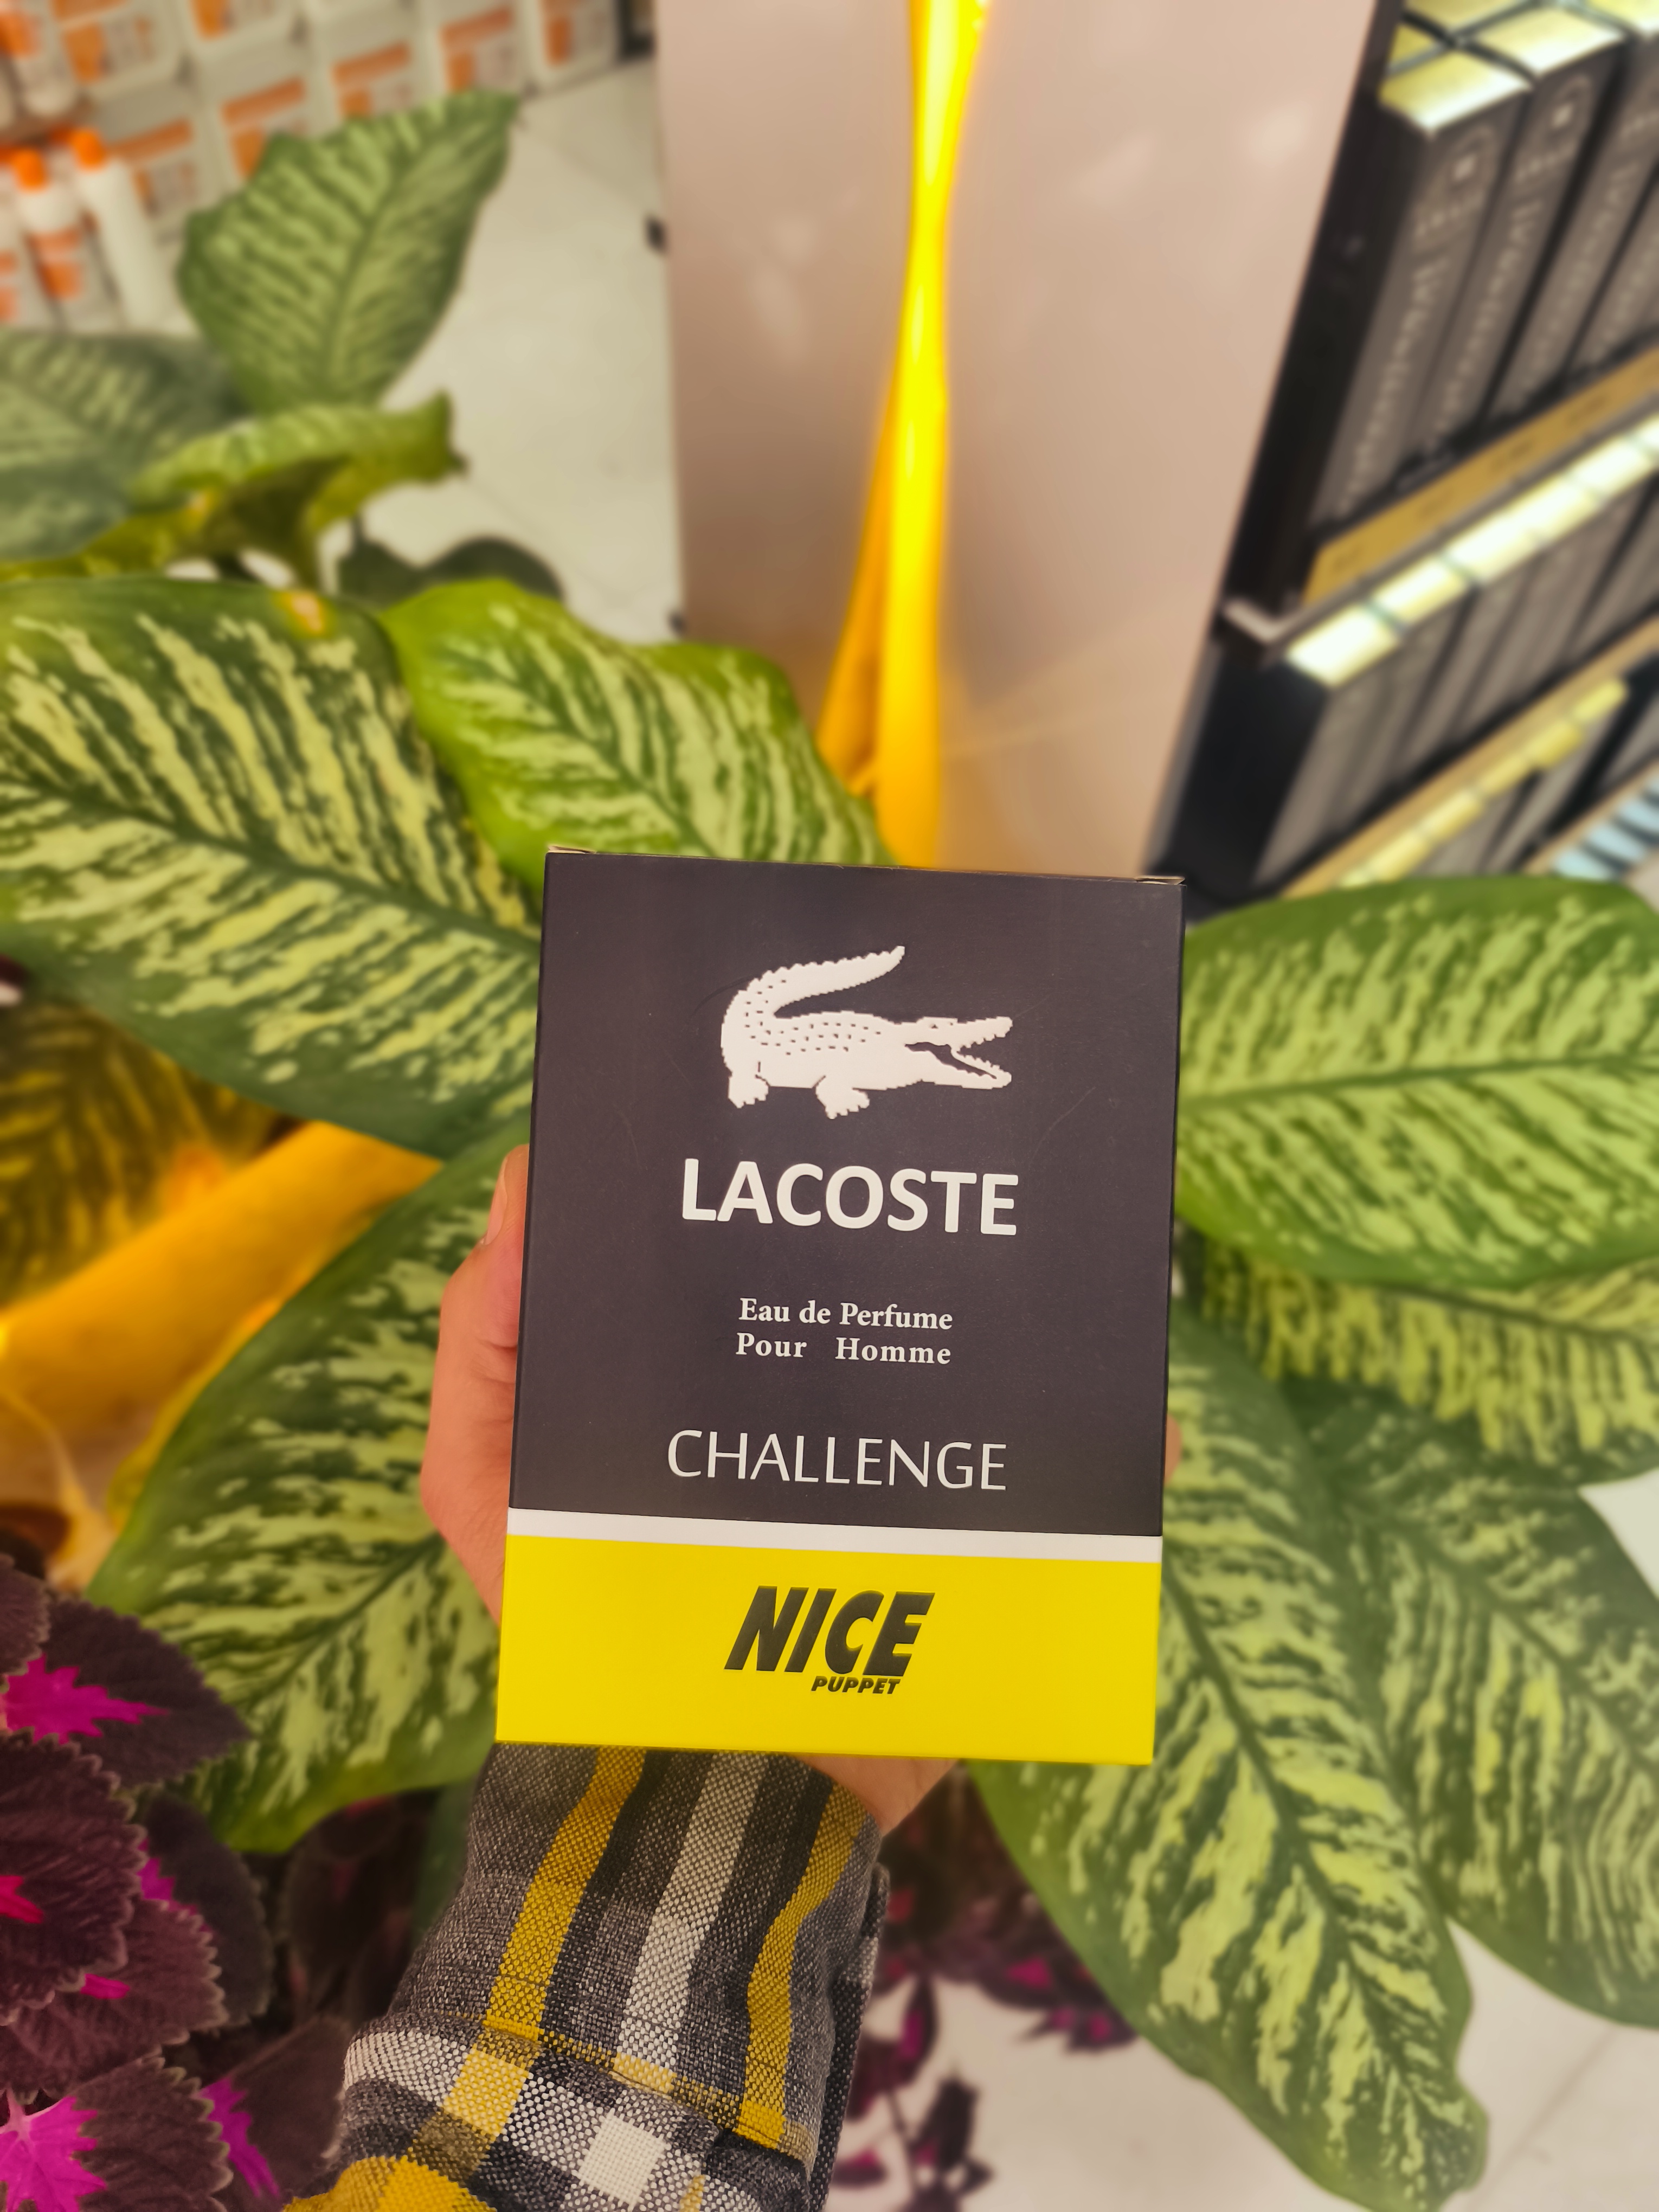 LACOSTE
Eau de Perfume
Pour Homme
CHALLENGE
NICE
PUPPET